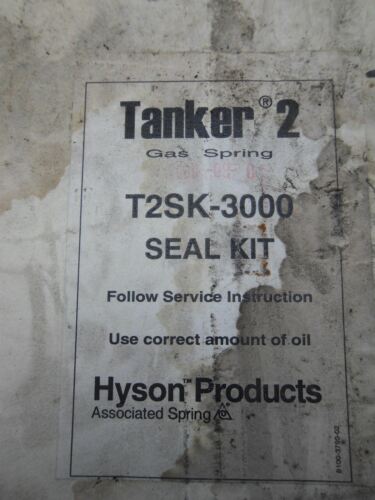 Tanker® 2
Gas Spring
T2SK-3000
SEAL KIT
Follow Service Instruction
Use correct amount of oil
Hyson™ Products
Associated Spring